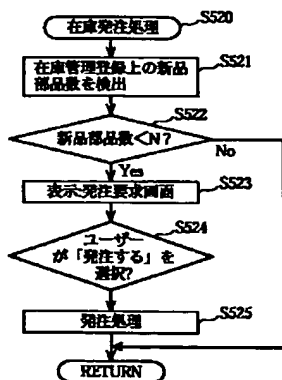 在庫発注処理
S520
在庫管理登録上の新品
部品数を検出
S521
新品部品数<N?
S522
No
Yes
表示:発注要求画面
S523
ユーザー
が「発注する」を
選択?
S524
発注処理
S525
RETURN